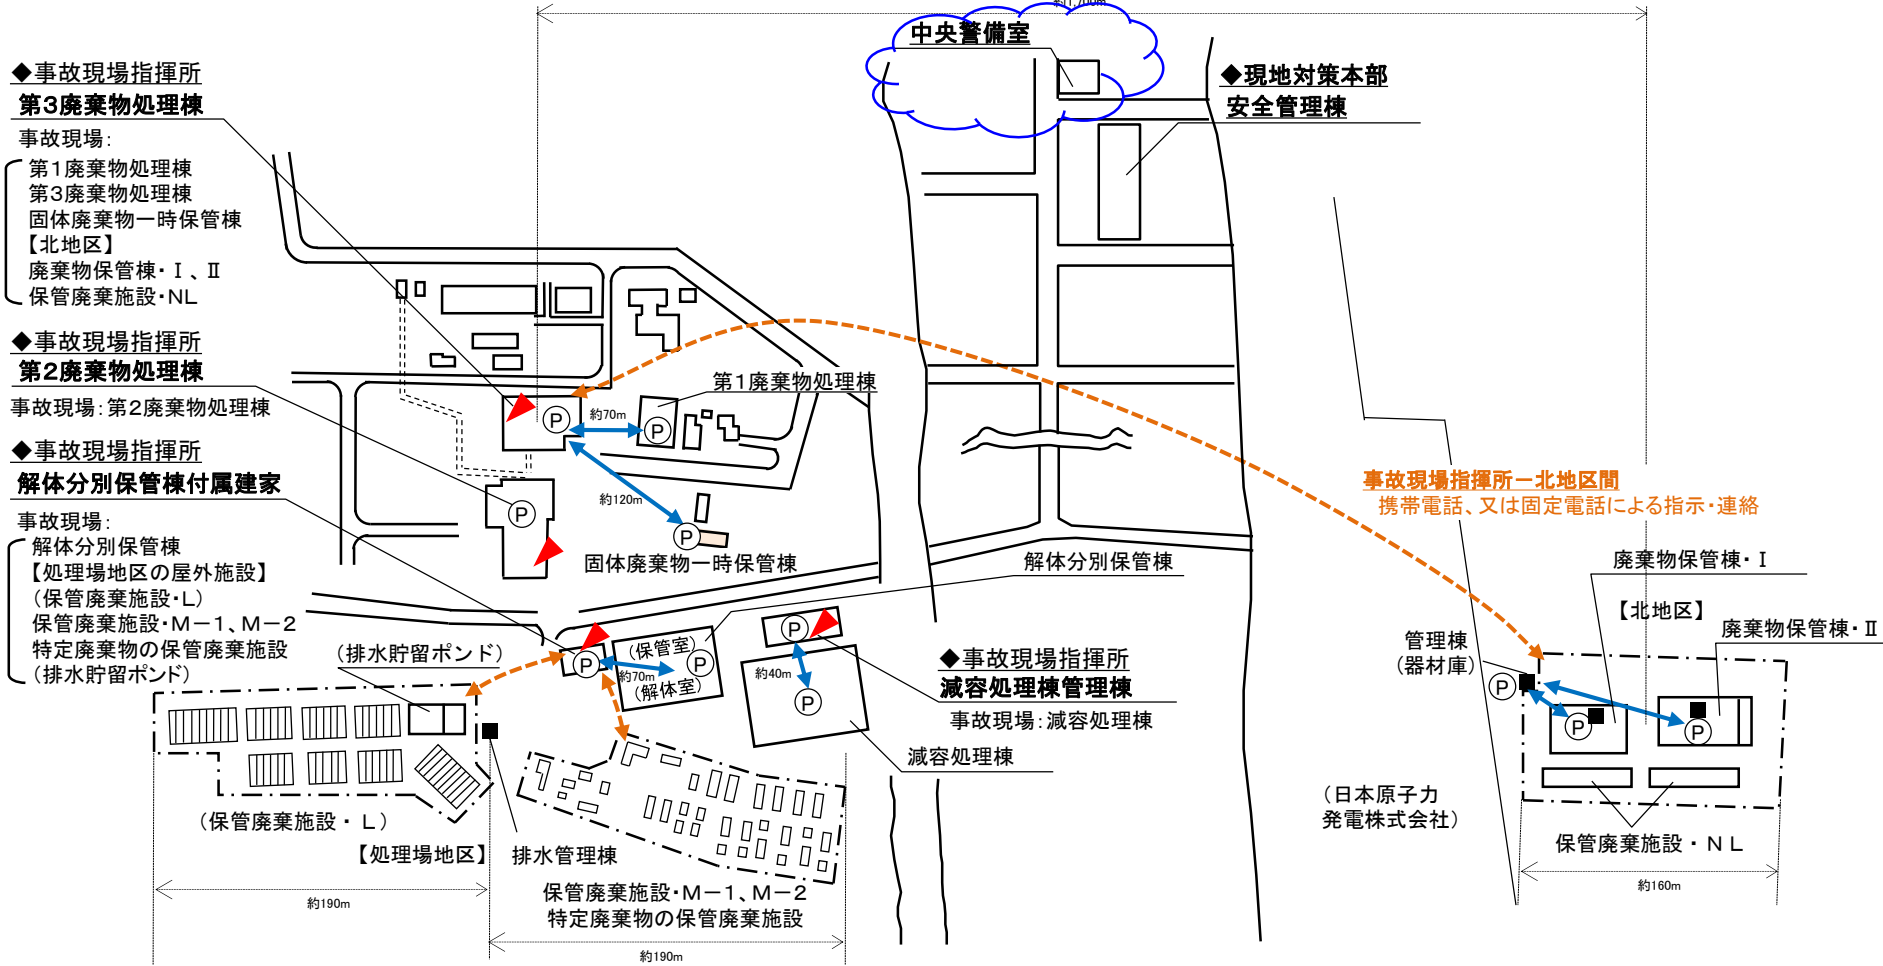 約1,700m
中央警備室
◆現地対策本部
安全管理棟
◆事故現場指揮所
第3廃棄物処理棟
事故現場:
第1廃棄物処理棟
第3廃棄物処理棟
固体廃棄物一時保管棟
【北地区】
廃棄物保管棟・Ⅰ、Ⅱ
保管廃棄施設・NL
◆事故現場指揮所
第2廃棄物処理棟
事故現場:第2廃棄物処理棟
◆事故現場指揮所
解体分別保管棟付属建家
事故現場:
解体分別保管棟
【処理場地区の屋外施設】
(保管廃棄施設・L)
保管廃棄施設・M-1、M-2
特定廃棄物の保管廃棄施設
(排水貯留ポンド)
第1廃棄物処理棟
P
約70m
P
約120m
P
P
固体廃棄物一時保管棟
解体分別保管棟
事故現場指揮所-北地区間
携帯電話、又は固定電話による指示・連絡
(排水貯留ポンド)
P
約70m
(保管室)
P
(解体室)
P
約40m
P
◆事故現場指揮所
減容処理棟管理棟
事故現場:減容処理棟
減容処理棟
廃棄物保管棟・Ⅰ
【北地区】
廃棄物保管棟・Ⅱ
管理棟
(器材庫)
P
P
P
(日本原子力
発電株式会社)
保管廃棄施設・NL
約160m
(保管廃棄施設・L)
【処理場地区】
排水管理棟
保管廃棄施設・M-1、M-2
特定廃棄物の保管廃棄施設
約190m
約190m